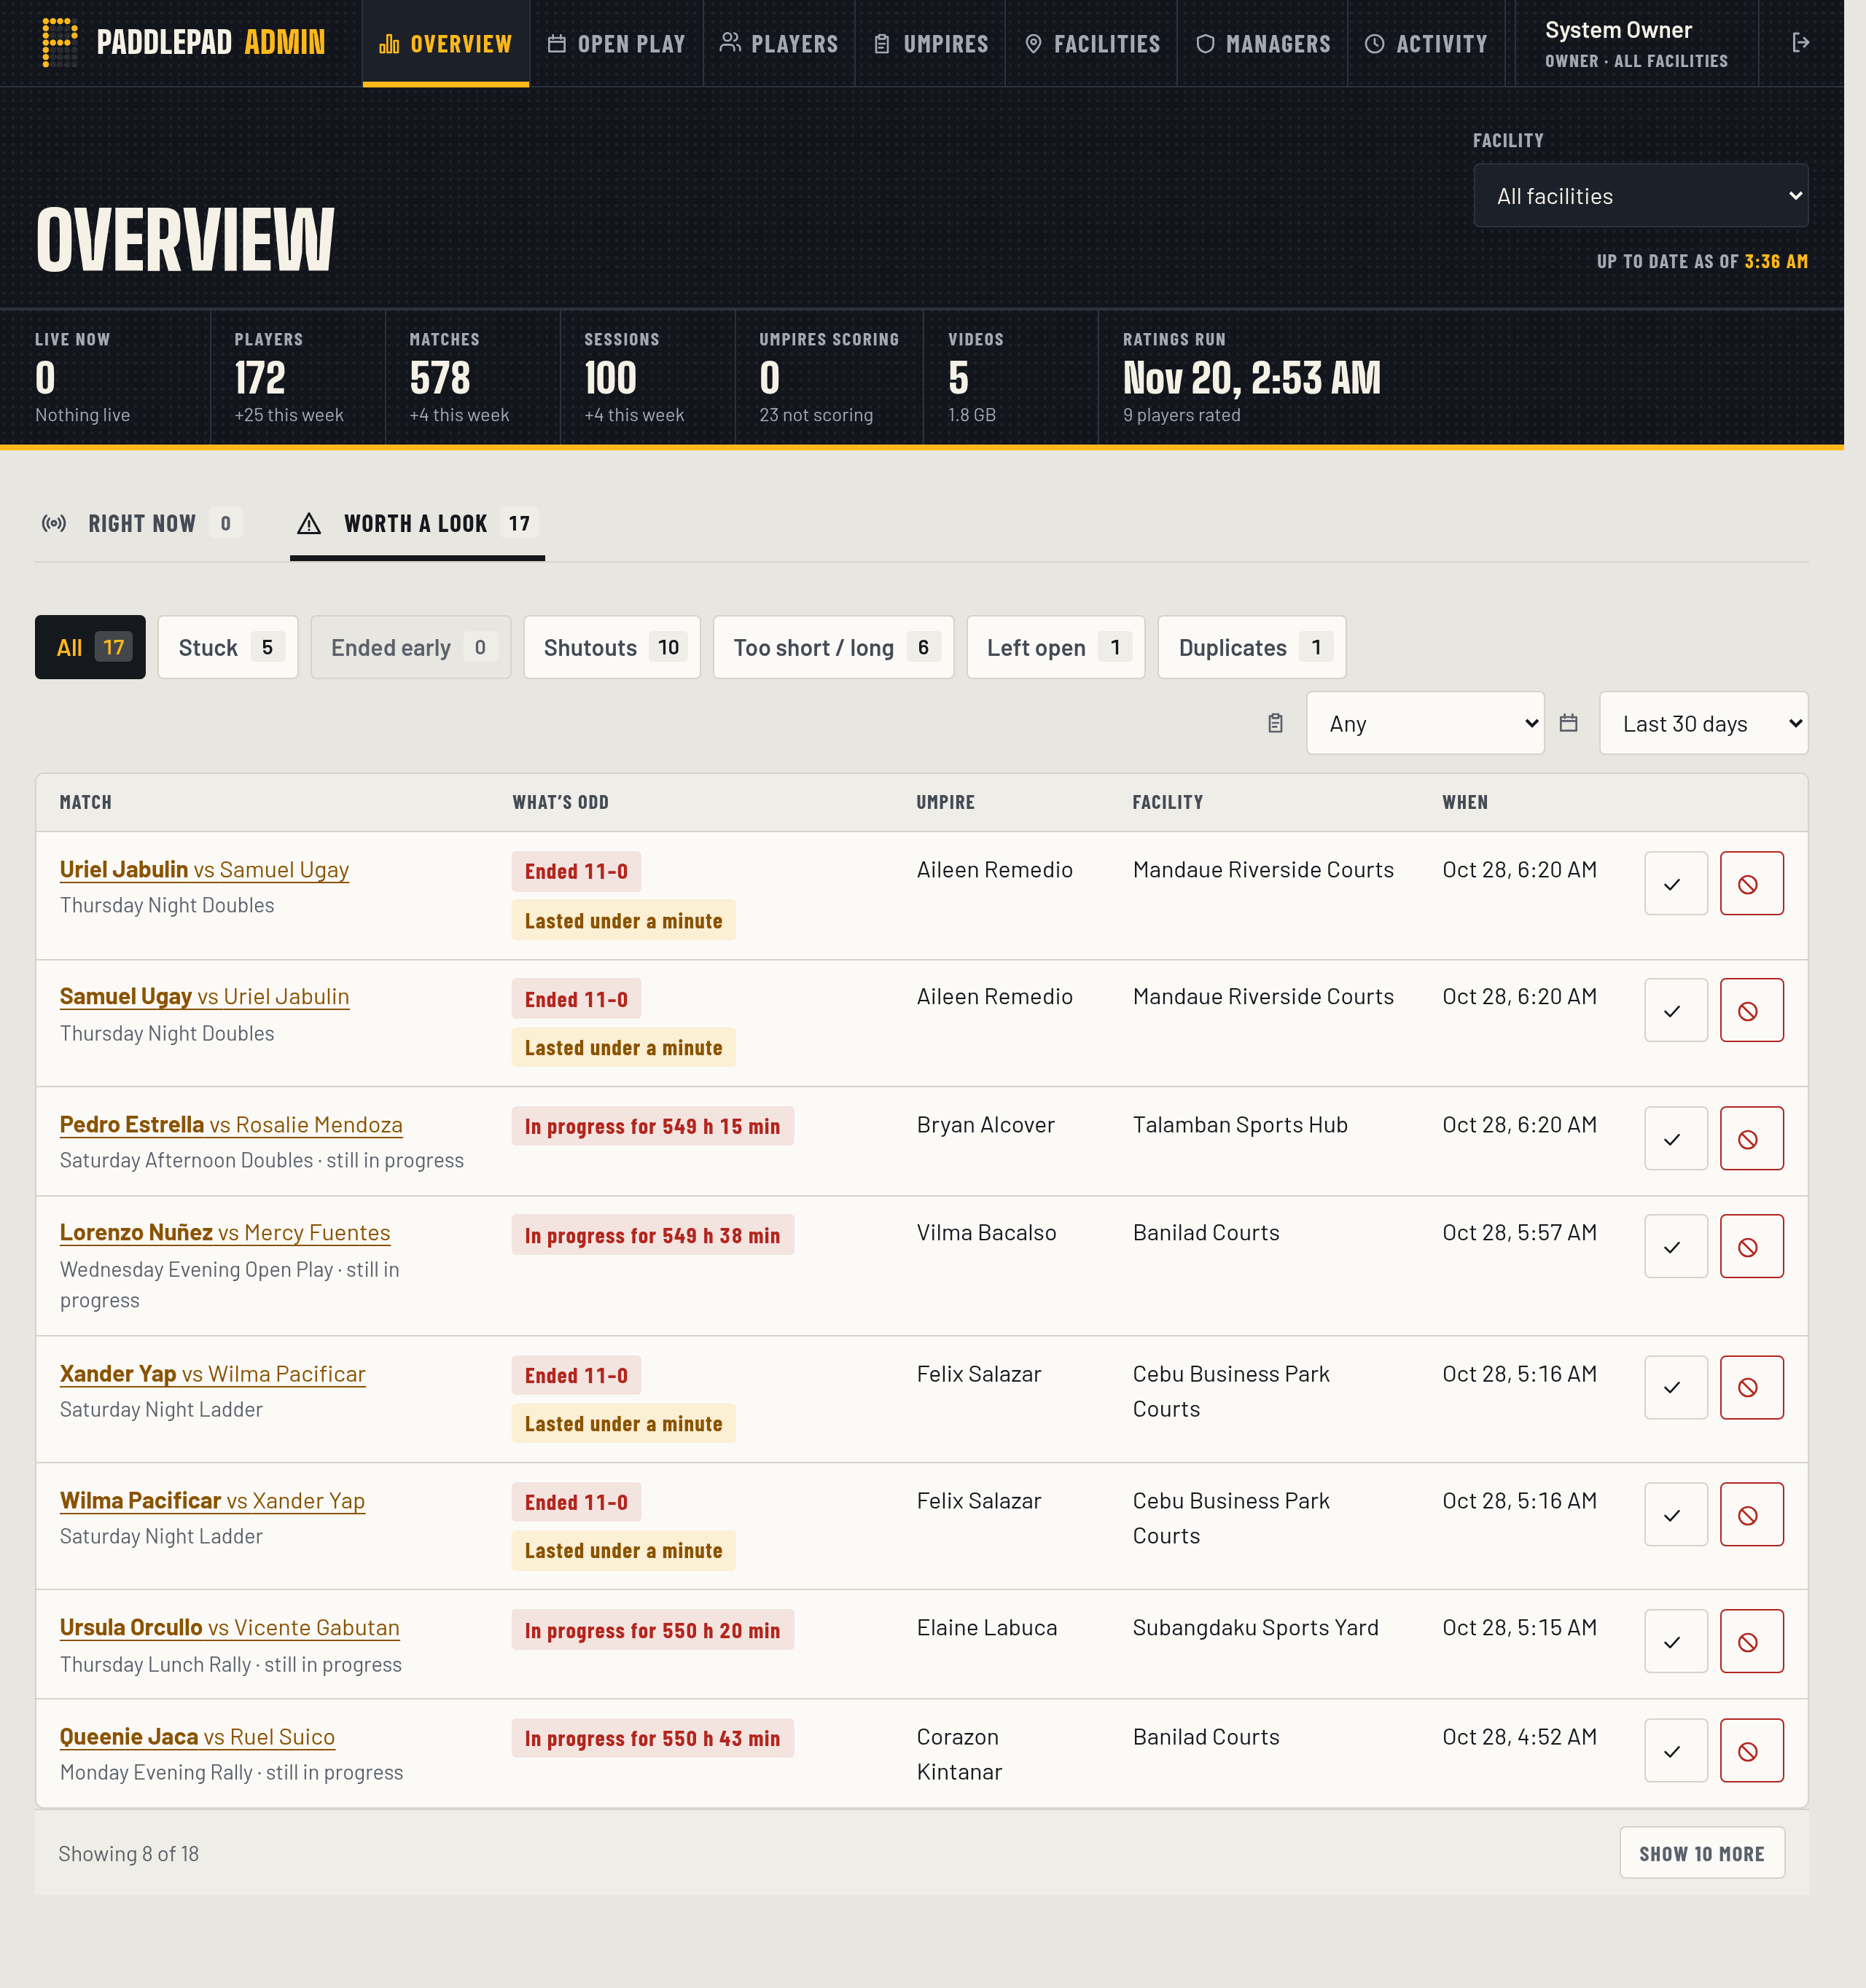 PADDLEPAD ADMIN
OVERVIEW
OPEN PLAY
PLAYERS
UMPIRES
FACILITIES
MANAGERS
ACTIVITY
System Owner
OWNER · ALL FACILITIES
FACILITY
All facilities
OVERVIEW
UP TO DATE AS OF 3:36 AM
LIVE NOW
0
Nothing live
PLAYERS
172
+25 this week
MATCHES
578
+4 this week
SESSIONS
100
+4 this week
UMPIRES SCORING
0
23 not scoring
VIDEOS
5
1.8 GB
RATINGS RUN
Nov 20, 2:53 AM
9 players rated
RIGHT NOW 0
WORTH A LOOK 17
All 17
Stuck 5
Ended early 0
Shutouts 10
Too short / long 6
Left open 1
Duplicates 1
Any
Last 30 days
MATCH WHAT'S ODD UMPIRE FACILITY WHEN
Uriel Jabulin vs Samuel Ugay Ended 11–0 Aileen Remedio Mandaue Riverside Courts Oct 28, 6:20 AM
Thursday Night Doubles Lasted under a minute
Samuel Ugay vs Uriel Jabulin Ended 11–0 Aileen Remedio Mandaue Riverside Courts Oct 28, 6:20 AM
Thursday Night Doubles Lasted under a minute
Pedro Estrella vs Rosalie Mendoza In progress for 549 h 15 min Bryan Alcover Talamban Sports Hub Oct 28, 6:20 AM
Saturday Afternoon Doubles · still in progress
Lorenzo Nuñez vs Mercy Fuentes In progress for 549 h 38 min Vilma Bacalso Banilad Courts Oct 28, 5:57 AM
Wednesday Evening Open Play · still in
progress
Xander Yap vs Wilma Pacificar Ended 11–0 Felix Salazar Cebu Business Park Oct 28, 5:16 AM
Saturday Night Ladder Lasted under a minute Courts
Wilma Pacificar vs Xander Yap Ended 11–0 Felix Salazar Cebu Business Park Oct 28, 5:16 AM
Saturday Night Ladder Lasted under a minute Courts
Ursula Orcullo vs Vicente Gabutan In progress for 550 h 20 min Elaine Labuca Subangdaku Sports Yard Oct 28, 5:15 AM
Thursday Lunch Rally · still in progress
Queenie Jaca vs Ruel Suico In progress for 550 h 43 min Corazon Banilad Courts Oct 28, 4:52 AM
Monday Evening Rally · still in progress Kintanar
Showing 8 of 18
SHOW 10 MORE